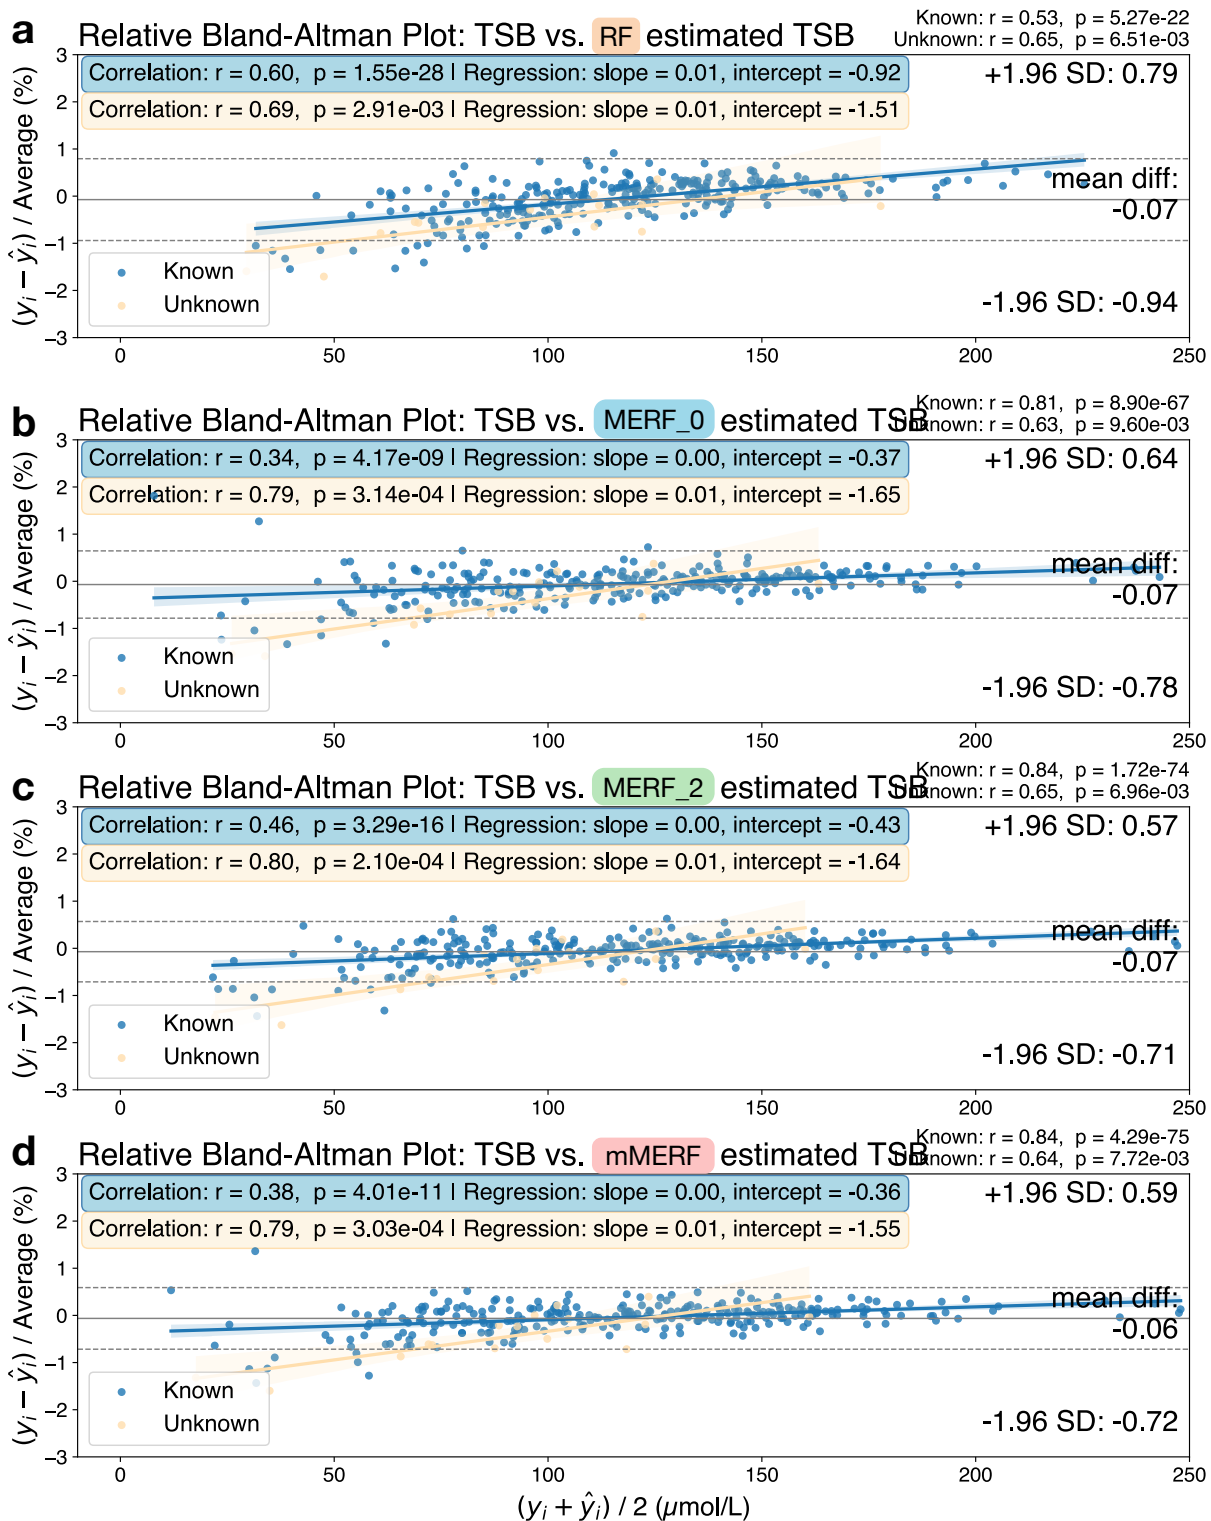 a
Relative Bland-Altman Plot: TSB vs. RF estimated TSB
Known: r = 0.53, p = 5.27e-22
Unknown: r = 0.65, p = 6.51e-03
Correlation: r = 0.60, p = 1.55e-28 | Regression: slope = 0.01, intercept = -0.92
Correlation: r = 0.69, p = 2.91e-03 | Regression: slope = 0.01, intercept = -1.51
+1.96 SD: 0.79
mean diff:
-0.07
-1.96 SD: -0.94
(yᵢ − ŷᵢ) / Average (%)
3
2
1
0
−1
−2
−3
Known
Unknown
0 50 100 150 200 250
b
Relative Bland-Altman Plot: TSB vs. MERF_0 estimated TSB
Known: r = 0.81, p = 8.90e-67
Unknown: r = 0.63, p = 9.60e-03
Correlation: r = 0.34, p = 4.17e-09 | Regression: slope = 0.00, intercept = -0.37
Correlation: r = 0.79, p = 3.14e-04 | Regression: slope = 0.01, intercept = -1.65
+1.96 SD: 0.64
mean diff:
-0.07
-1.96 SD: -0.78
(yᵢ − ŷᵢ) / Average (%)
3
2
1
0
−1
−2
−3
Known
Unknown
0 50 100 150 200 250
c
Relative Bland-Altman Plot: TSB vs. MERF_2 estimated TSB
Known: r = 0.84, p = 1.72e-74
Unknown: r = 0.65, p = 6.96e-03
Correlation: r = 0.46, p = 3.29e-16 | Regression: slope = 0.00, intercept = -0.43
Correlation: r = 0.80, p = 2.10e-04 | Regression: slope = 0.01, intercept = -1.64
+1.96 SD: 0.57
mean diff:
-0.07
-1.96 SD: -0.71
(yᵢ − ŷᵢ) / Average (%)
3
2
1
0
−1
−2
−3
Known
Unknown
0 50 100 150 200 250
d
Relative Bland-Altman Plot: TSB vs. mMERF estimated TSB
Known: r = 0.84, p = 4.29e-75
Unknown: r = 0.64, p = 7.72e-03
Correlation: r = 0.38, p = 4.01e-11 | Regression: slope = 0.00, intercept = -0.36
Correlation: r = 0.79, p = 3.03e-04 | Regression: slope = 0.01, intercept = -1.55
+1.96 SD: 0.59
mean diff:
-0.06
-1.96 SD: -0.72
(yᵢ − ŷᵢ) / Average (%)
3
2
1
0
−1
−2
−3
Known
Unknown
0 50 100 150 200 250
(yᵢ + ŷᵢ) / 2 (μmol/L)